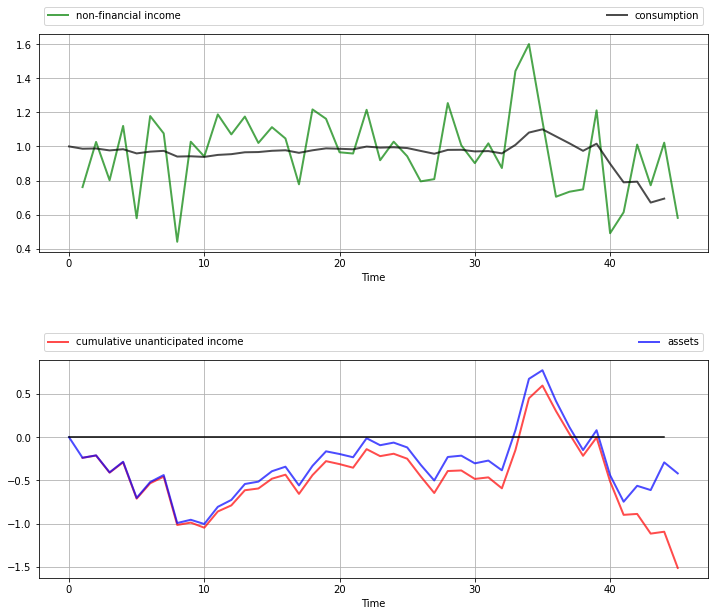 non-financial income consumption
1.6
1.4
1.2
1.0
0.8
0.6
0.4
0 10 20 30 40
Time
cumulative unanticipated income assets
0.5
0.0
−0.5
−1.0
−1.5
0 10 20 30 40
Time